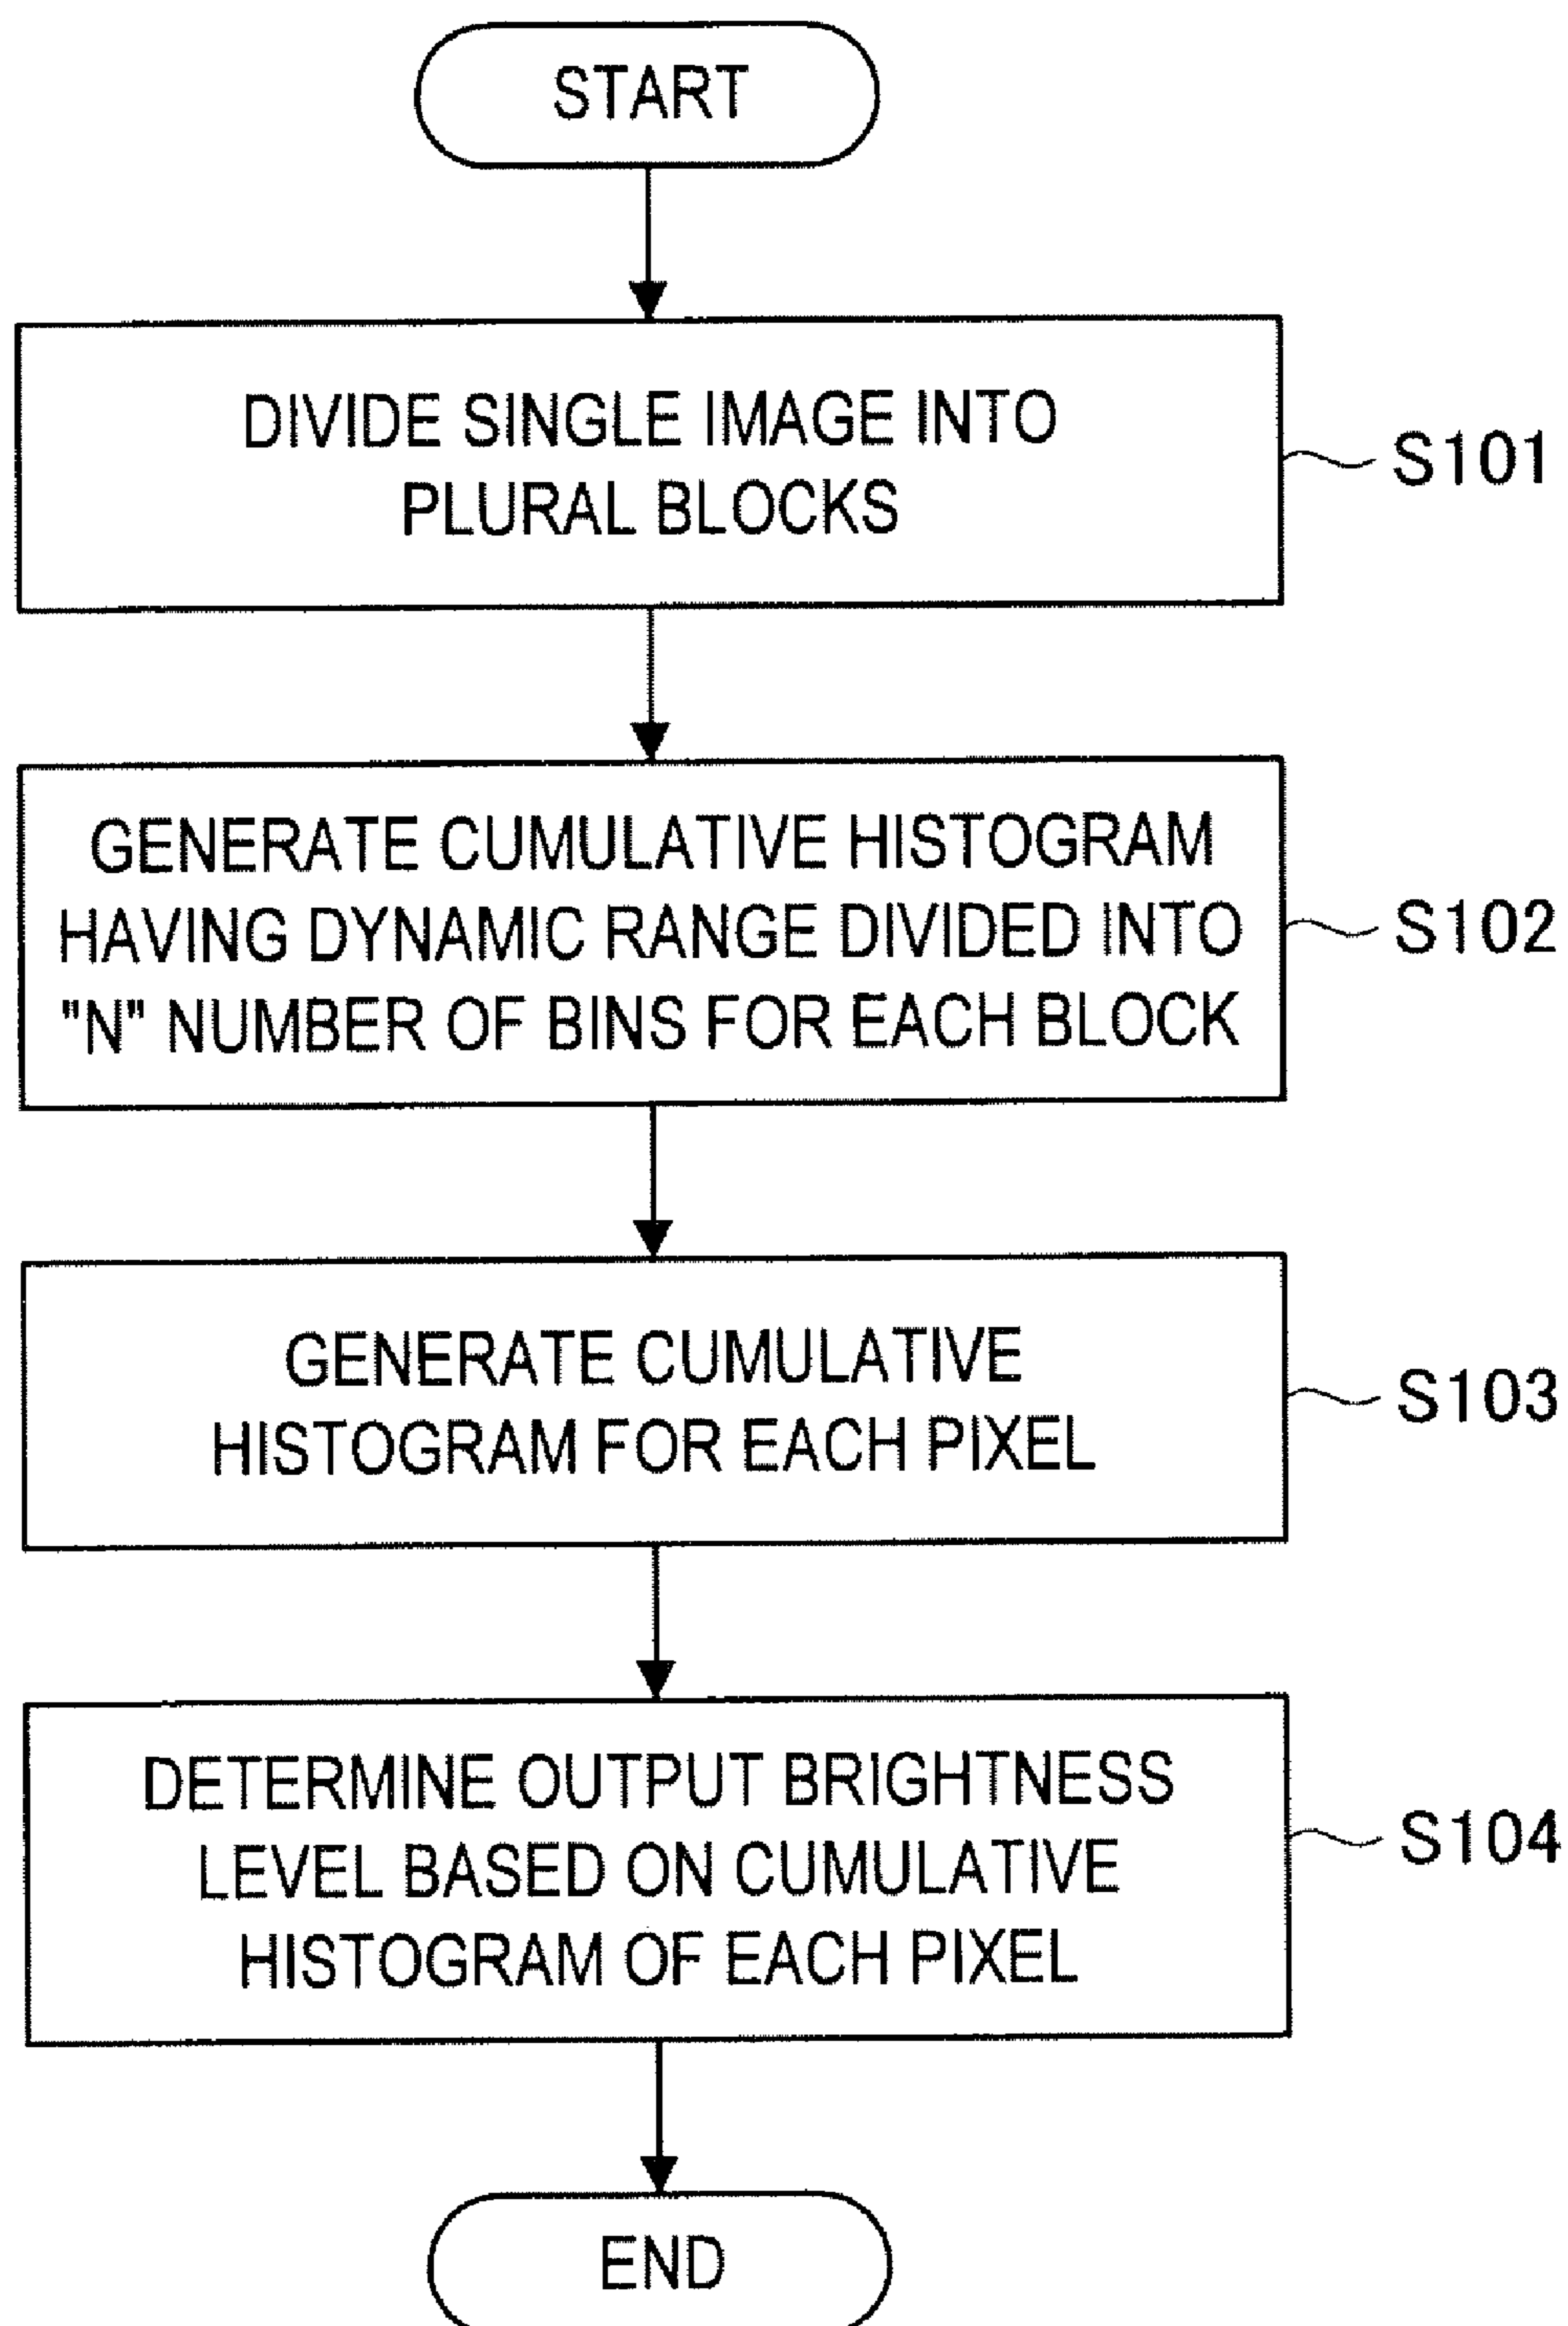 START
DIVIDE SINGLE IMAGE INTO
PLURAL BLOCKS
S101
GENERATE CUMULATIVE HISTOGRAM
HAVING DYNAMIC RANGE DIVIDED INTO
"N" NUMBER OF BINS FOR EACH BLOCK
S102
GENERATE CUMULATIVE
HISTOGRAM FOR EACH PIXEL
S103
DETERMINE OUTPUT BRIGHTNESS
LEVEL BASED ON CUMULATIVE
HISTOGRAM OF EACH PIXEL
S104
END